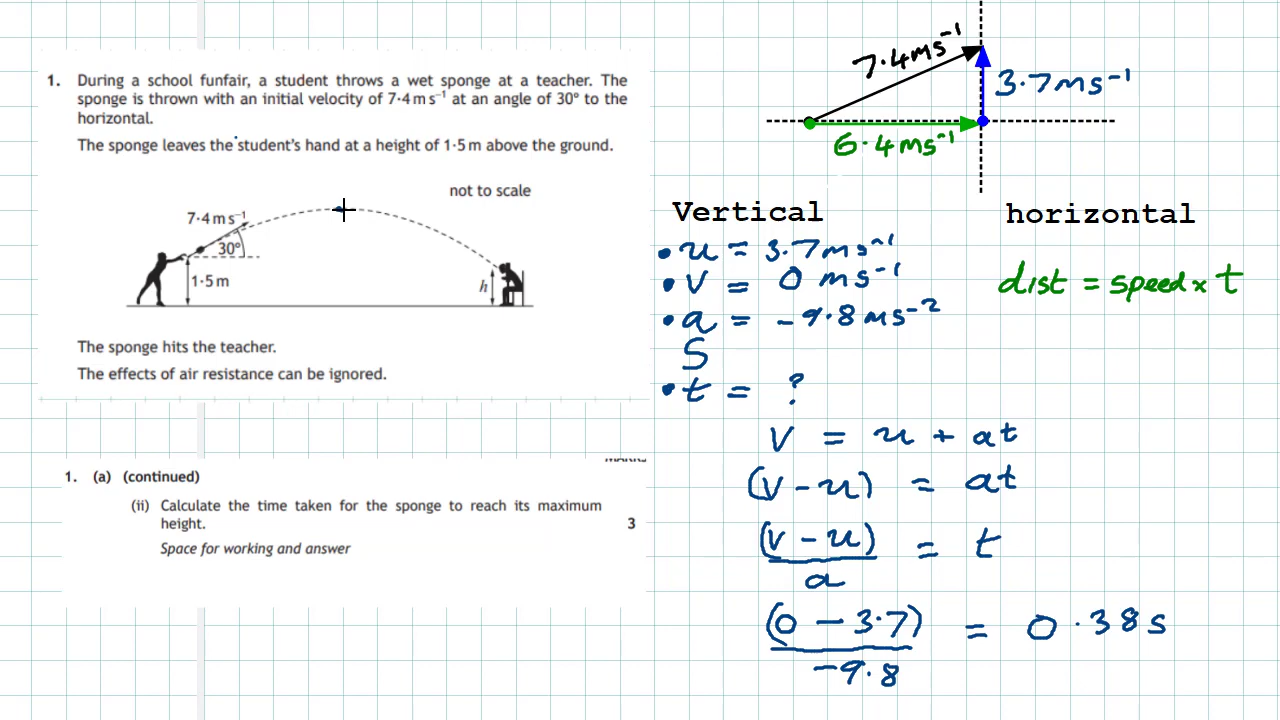 1. During a school funfair, a student throws a wet sponge at a teacher. The
sponge is thrown with an initial velocity of 7·4 m s⁻¹ at an angle of 30° to the
horizontal.
The sponge leaves the student's hand at a height of 1·5 m above the ground.
not to scale
7·4 m s⁻¹
30°
1·5 m
h
The sponge hits the teacher.
The effects of air resistance can be ignored.
MARKS
1. (a) (continued)
(ii) Calculate the time taken for the sponge to reach its maximum
height.
3
Space for working and answer
7.4ms⁻¹
3.7ms⁻¹
6.4ms⁻¹
Vertical
• u = 3.7ms⁻¹
• v = 0 ms⁻¹
• a = -9.8ms⁻²
S
• t = ?
v = u + at
(v - u) = at
(v - u) / a = t
(0 - 3.7) / -9.8 = 0.38s
horizontal
dist = speed × t